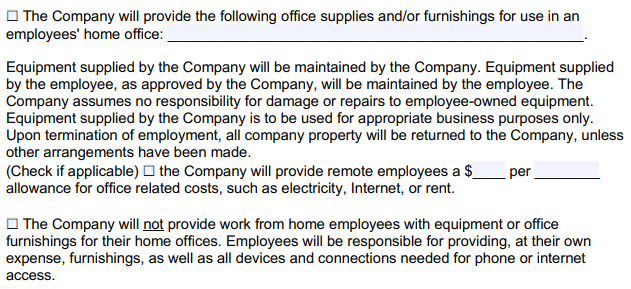 ☐ The Company will provide the following office supplies and/or furnishings for use in an
employees' home office: ____________________________________________________.
Equipment supplied by the Company will be maintained by the Company. Equipment supplied
by the employee, as approved by the Company, will be maintained by the employee. The
Company assumes no responsibility for damage or repairs to employee-owned equipment.
Equipment supplied by the Company is to be used for appropriate business purposes only.
Upon termination of employment, all company property will be returned to the Company, unless
other arrangements have been made.
(Check if applicable) ☐ the Company will provide remote employees a $____ per ________
allowance for office related costs, such as electricity, Internet, or rent.
☐ The Company will not provide work from home employees with equipment or office
furnishings for their home offices. Employees will be responsible for providing, at their own
expense, furnishings, as well as all devices and connections needed for phone or internet
access.